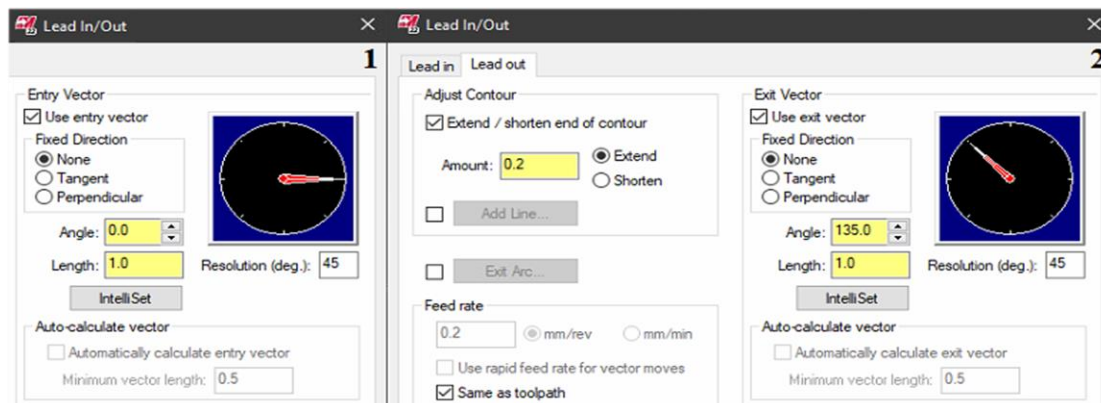 Lead In/Out
1
Entry Vector
Use entry vector
Fixed Direction
None
Tangent
Perpendicular
Angle: 0.0
Length: 1.0
Resolution (deg.): 45
IntelliSet
Auto-calculate vector
Automatically calculate entry vector
Minimum vector length: 0.5
Lead In/Out
2
Lead in Lead out
Adjust Contour
Extend / shorten end of contour
Amount: 0.2
Extend
Shorten
Add Line...
Exit Arc...
Feed rate
0.2 mm/rev mm/min
Use rapid feed rate for vector moves
Same as toolpath
Exit Vector
Use exit vector
Fixed Direction
None
Tangent
Perpendicular
Angle: 135.0
Length: 1.0
Resolution (deg.): 45
IntelliSet
Auto-calculate vector
Automatically calculate exit vector
Minimum vector length: 0.5